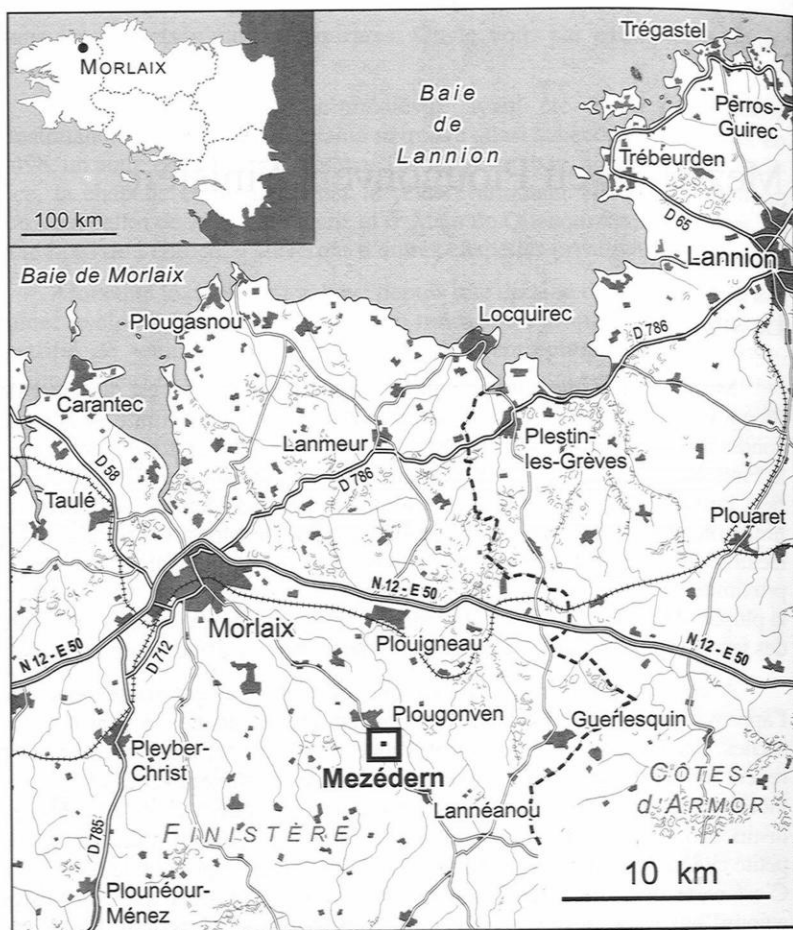 MORLAIX
100 km
Baie
de
Lannion
Trégastel
Perros-
Guirec
Trébeurden
D 65
Lannion
Baie de Morlaix
Plougasnou
Locquirec
D 786
Carantec
Lanmeur
Plestin-
les-Grèves
D 58
D 786
Taulé
Plouaret
N 12 - E 50
Morlaix
N 12 - E 50
D 712
Plouigneau
N 12 - E 50
Plougonven
Guerlesquin
Pleyber-
Christ
Mezédern
CÔTES-
d'ARMOR
Lannéanou
FINISTÈRE
D 785
10 km
Plounéour-
Ménez